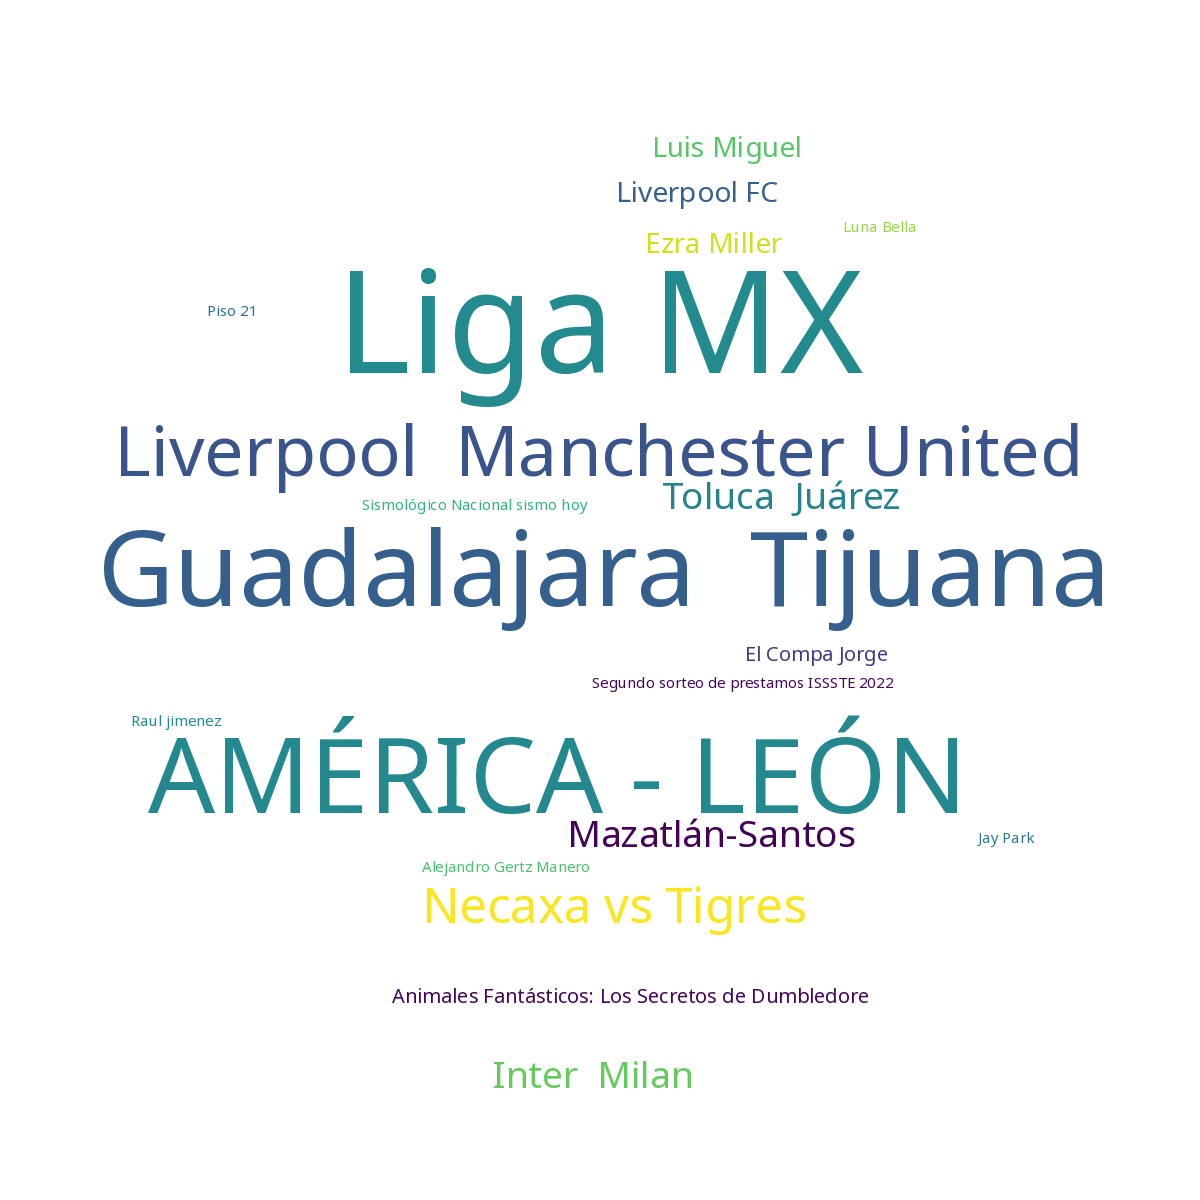 Luis Miguel
Liverpool FC
Luna Bella
Ezra Miller
Piso 21
Liga MX
Liverpool  Manchester United
Toluca  Juárez
Sismológico Nacional sismo hoy
Guadalajara  Tijuana
El Compa Jorge
Segundo sorteo de prestamos ISSSTE 2022
Raul jimenez
AMÉRICA - LEÓN
Mazatlán-Santos
Jay Park
Alejandro Gertz Manero
Necaxa vs Tigres
Animales Fantásticos: Los Secretos de Dumbledore
Inter  Milan